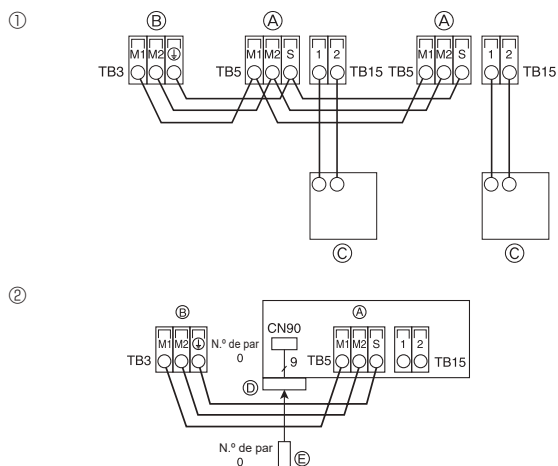 ①
Ⓑ Ⓐ Ⓐ
TB3 M1 M2 ⏚ TB5 M1 M2 S 1 2 TB15 TB5 M1 M2 S 1 2 TB15
Ⓒ Ⓒ
②
Ⓑ Ⓐ
CN90
N.º de par
0
TB3 M1 M2 ⏚ 9 TB5 M1 M2 S 1 2 TB15
Ⓓ
N.º de par
0
Ⓔ